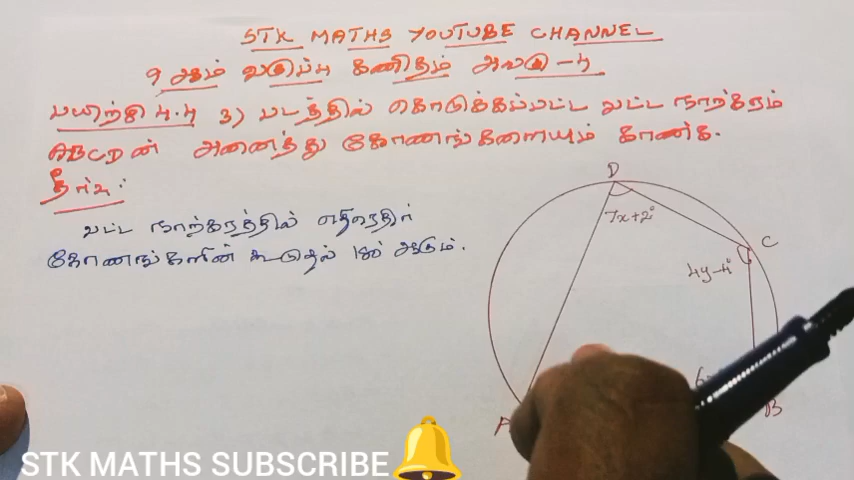 STK MATHS YOUTUBE CHANNEL
9 ஆம் வகுப்பு கணிதம் அலகு -4
பயிற்சி 4.4 3) படத்தில் கொடுக்கப்பட்ட வட்ட நாற்கரம்
ABCDன் அனைத்து கோணங்களையும் காண்க.
தீர்வு:
வட்ட நாற்கரத்தில் எதிரெதிர்
கோணங்களின் கூடுதல் 180 ஆகும்.
D
7x+2°
C
4y-4°
6
B
A
STK MATHS SUBSCRIBE